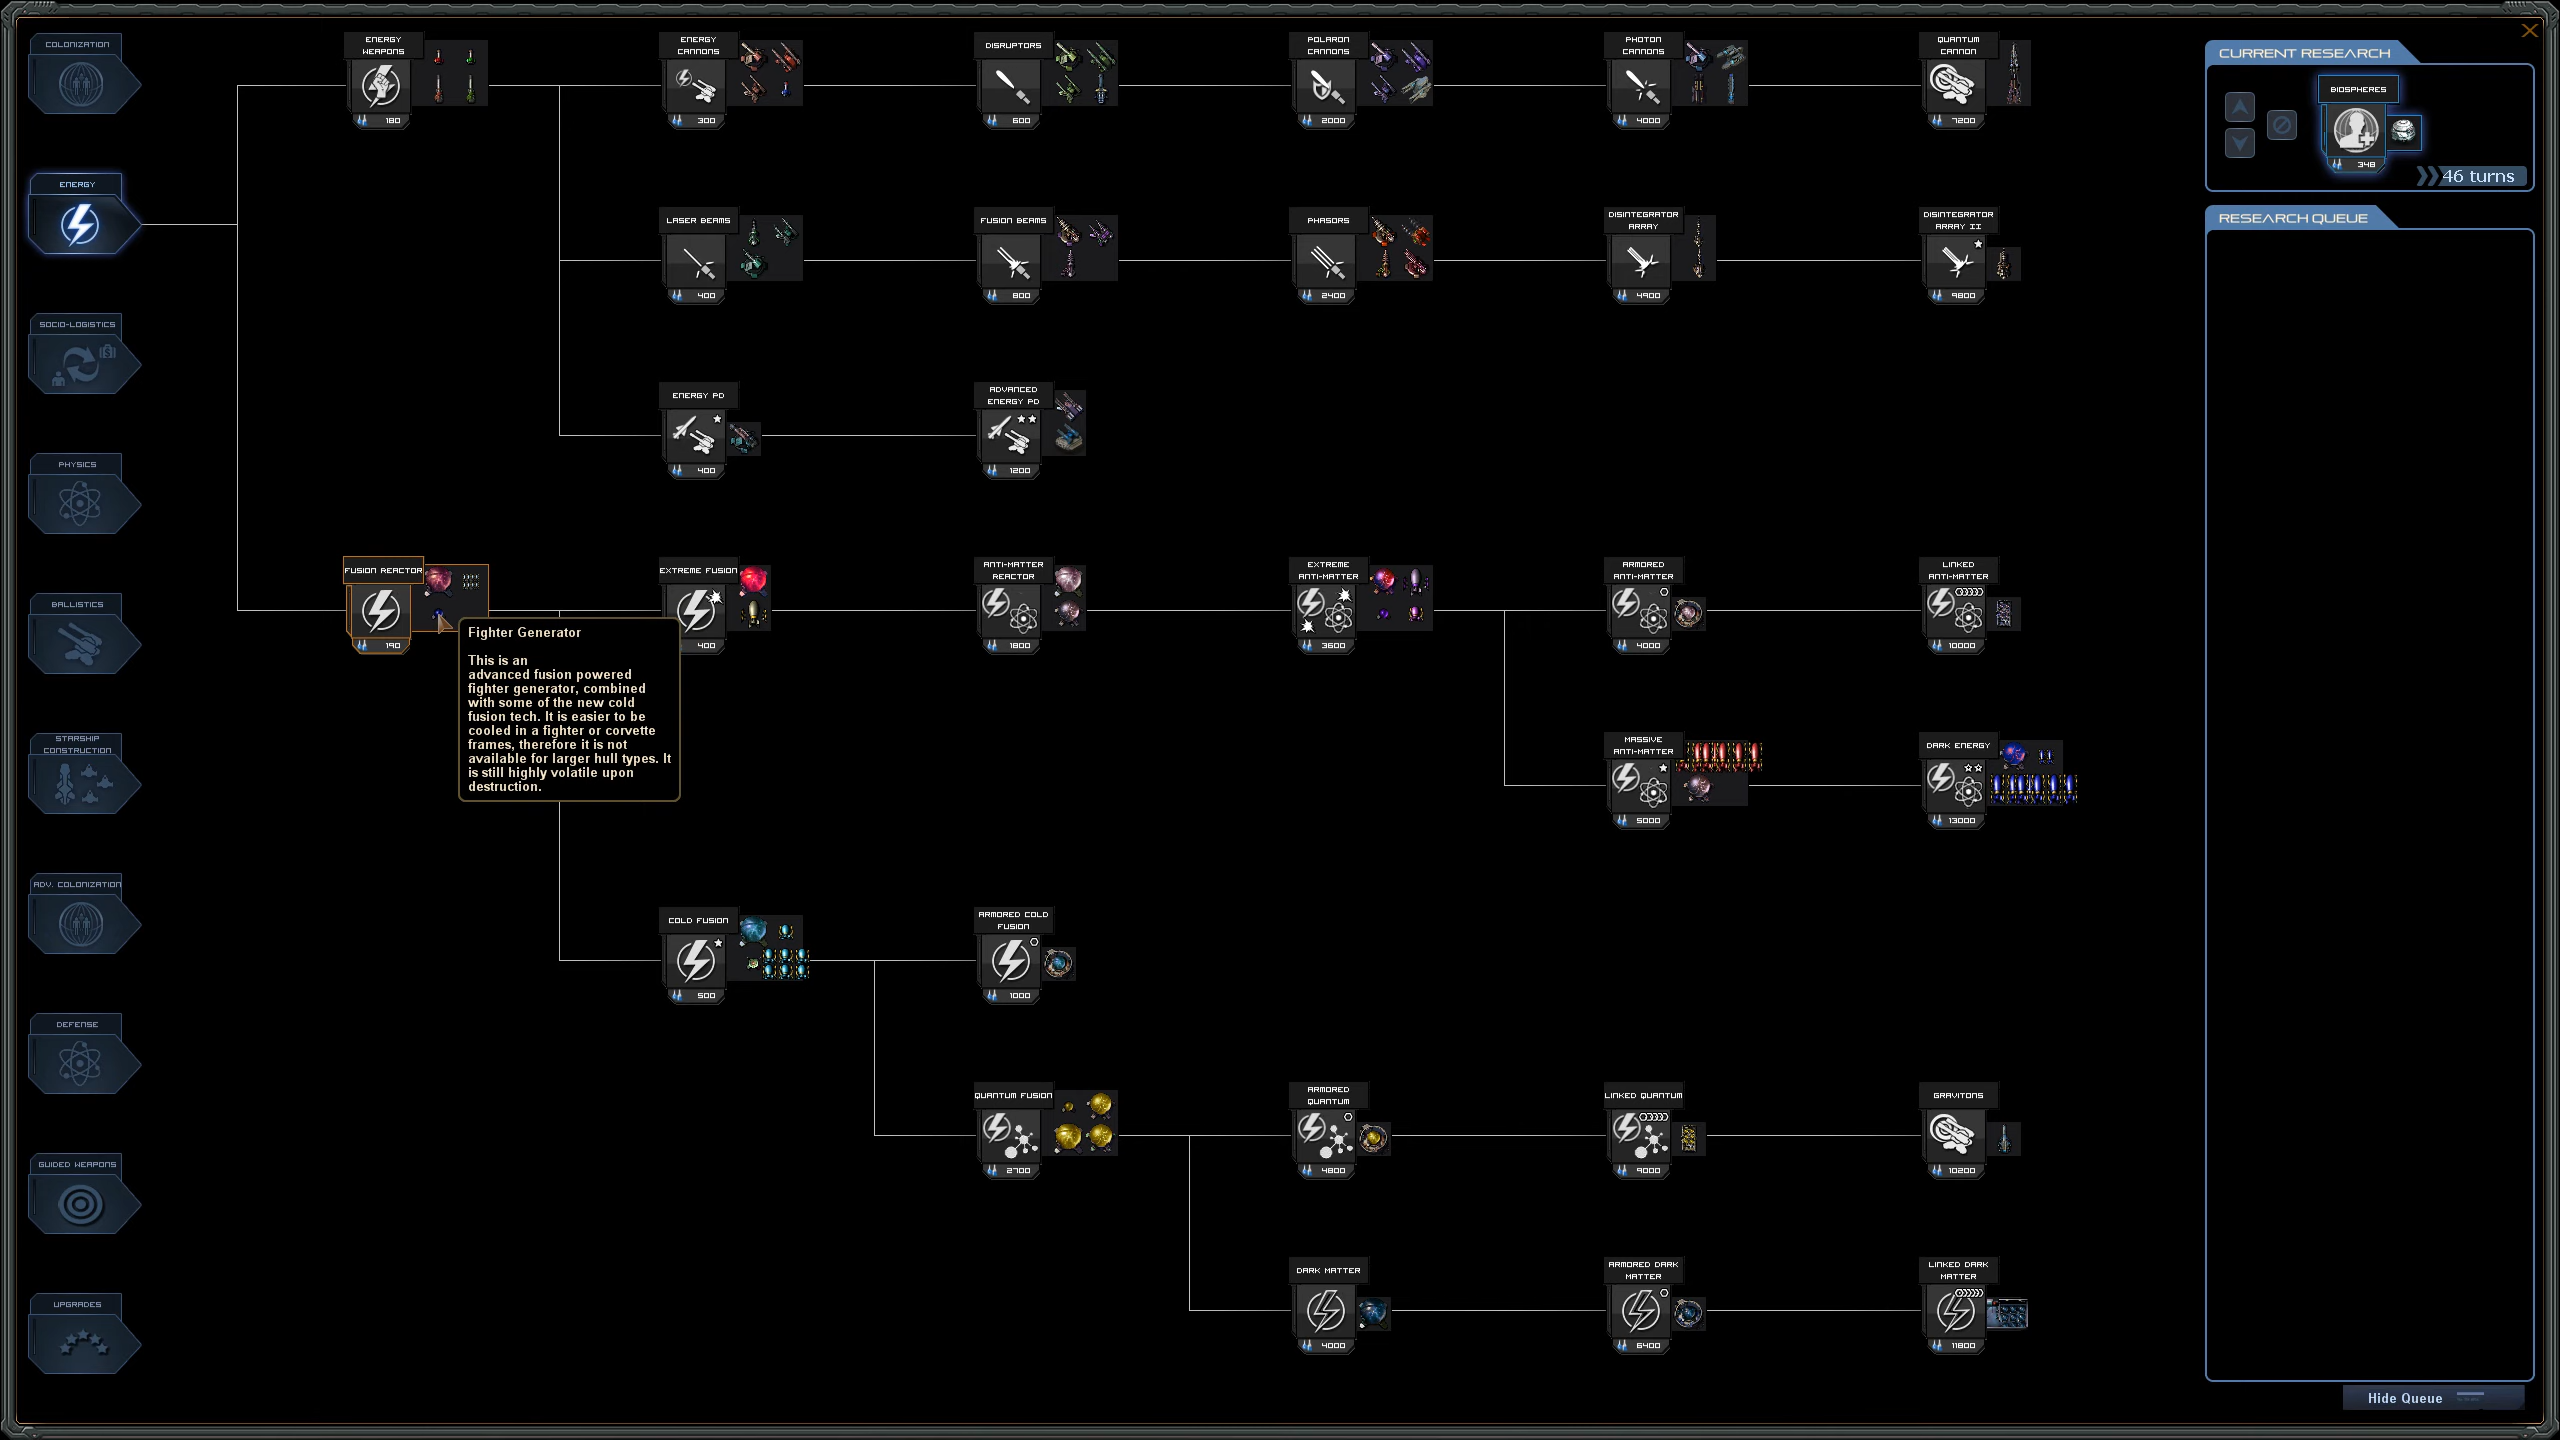 COLONIZATION
ENERGY
SOCIO-LOGISTICS
PHYSICS
BALLISTICS
STARSHIP
CONSTRUCTION
ADV. COLONIZATION
DEFENSE
GUIDED WEAPONS
UPGRADES
ENERGY
WEAPONS
180
ENERGY
CANNONS
300
DISRUPTORS
600
POLARON
CANNONS
2000
PHOTON
CANNONS
4000
QUANTUM
CANNON
7200
LASER BEAMS
400
FUSION BEAMS
800
PHASORS
2400
DISINTEGRATOR
ARRAY
4900
DISINTEGRATOR
ARRAY II
9800
ENERGY PD
400
ADVANCED
ENERGY PD
1200
FUSION REACTOR
190
EXTREME FUSION
400
ANTI-MATTER
REACTOR
1800
EXTREME
ANTI-MATTER
3600
ARMORED
ANTI-MATTER
4000
LINKED
ANTI-MATTER
10000
Fighter Generator
This is an
advanced fusion powered
fighter generator, combined
with some of the new cold
fusion tech. It is easier to be
cooled in a fighter or corvette
frames, therefore it is not
available for larger hull types. It
is still highly volatile upon
destruction.
MASSIVE
ANTI-MATTER
5000
DARK ENERGY
13000
COLD FUSION
500
ARMORED COLD
FUSION
1000
QUANTUM FUSION
2700
ARMORED
QUANTUM
4800
LINKED QUANTUM
9000
GRAVITONS
10200
DARK MATTER
4000
ARMORED DARK
MATTER
6400
LINKED DARK
MATTER
11800
CURRENT RESEARCH
BIOSPHERES
348
46 turns
RESEARCH QUEUE
Hide Queue